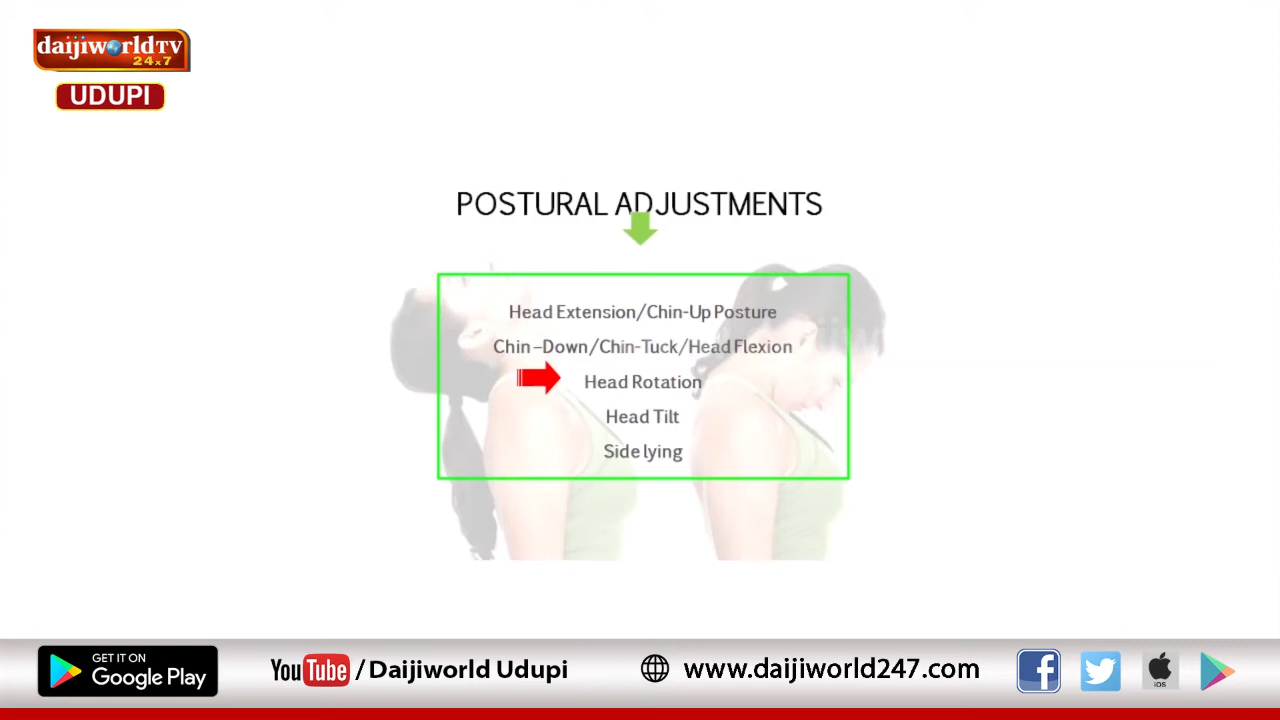 daijiworldTV
24x7
UDUPI
POSTURAL ADJUSTMENTS
Head Extension/Chin-Up Posture
Chin –Down/Chin-Tuck/Head Flexion
Head Rotation
Head Tilt
Side lying
GET IT ON
Google Play
YouTube / Daijiworld Udupi
www.daijiworld247.com
iOS